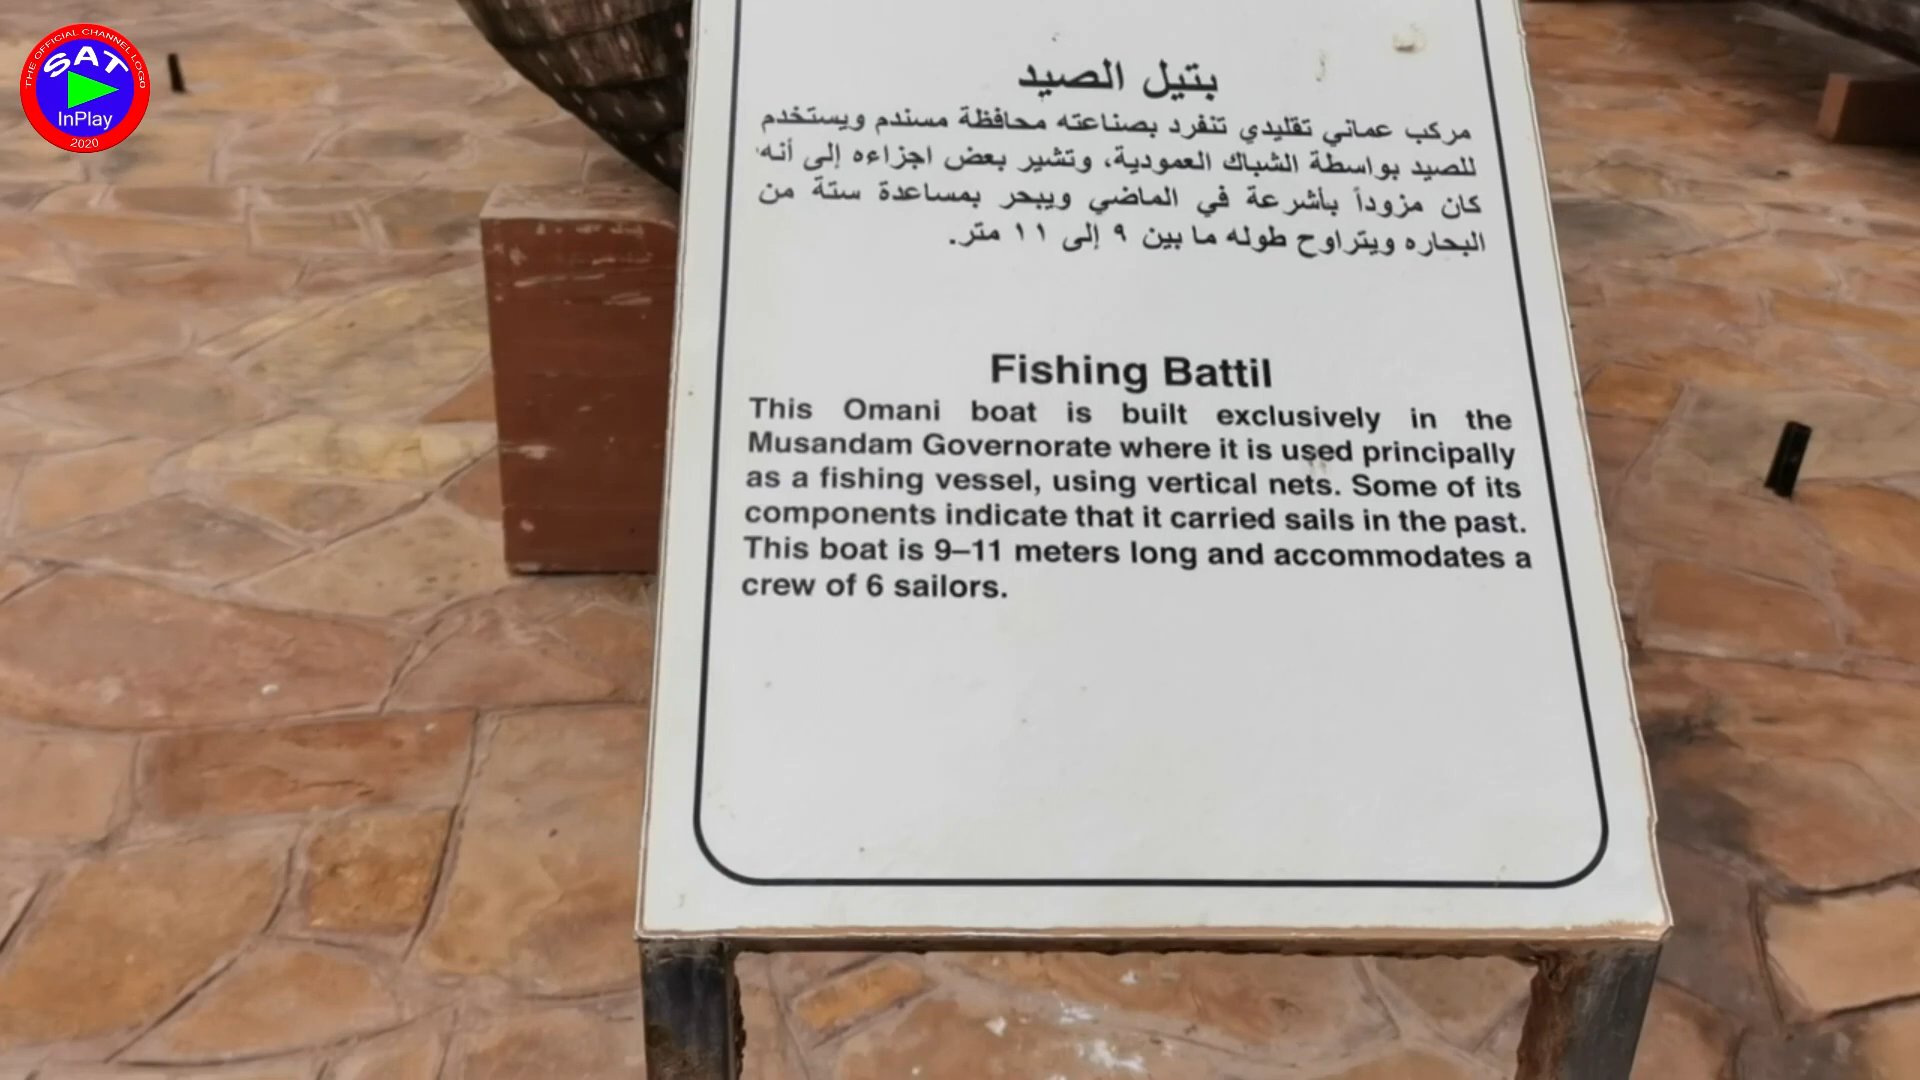 THE OFFICIAL CHANNEL LOGO
SAT
InPlay
2020
بتيل الصيد
مركب عماني تقليدي تنفرد بصناعته محافظة مسندم ويستخدم
للصيد بواسطة الشباك العمودية، وتشير بعض اجزاءه إلى أنه
كان مزوداً بأشرعة في الماضي ويبحر بمساعدة ستة من
البحاره ويتراوح طوله ما بين ٩ إلى ١١ متر.
Fishing Battil
This Omani boat is built exclusively in the
Musandam Governorate where it is used principally
as a fishing vessel, using vertical nets. Some of its
components indicate that it carried sails in the past.
This boat is 9–11 meters long and accommodates a
crew of 6 sailors.